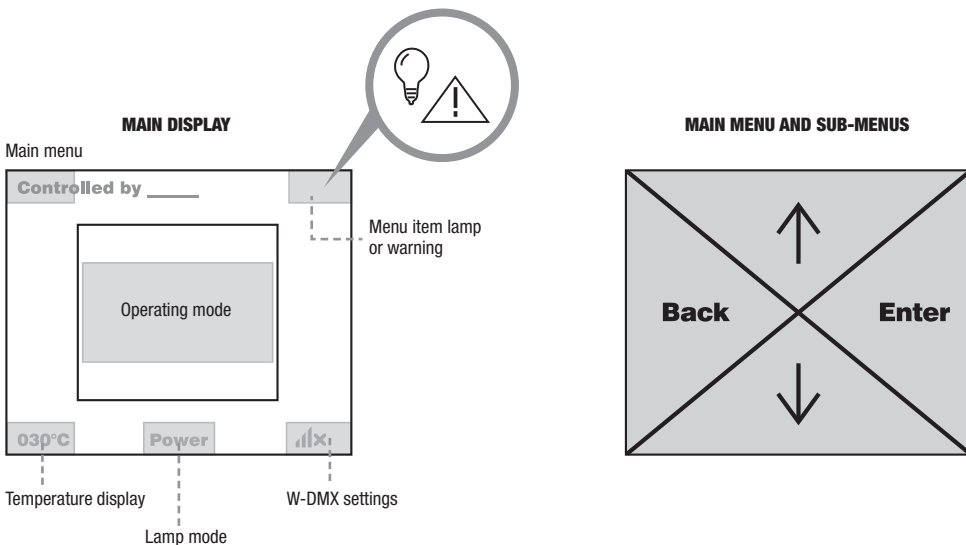 MAIN DISPLAY
Main menu
Controlled by _____
Menu item lamp
or warning
Operating mode
030°C
Power
Temperature display
W-DMX settings
Lamp mode
MAIN MENU AND SUB-MENUS
Back
Enter